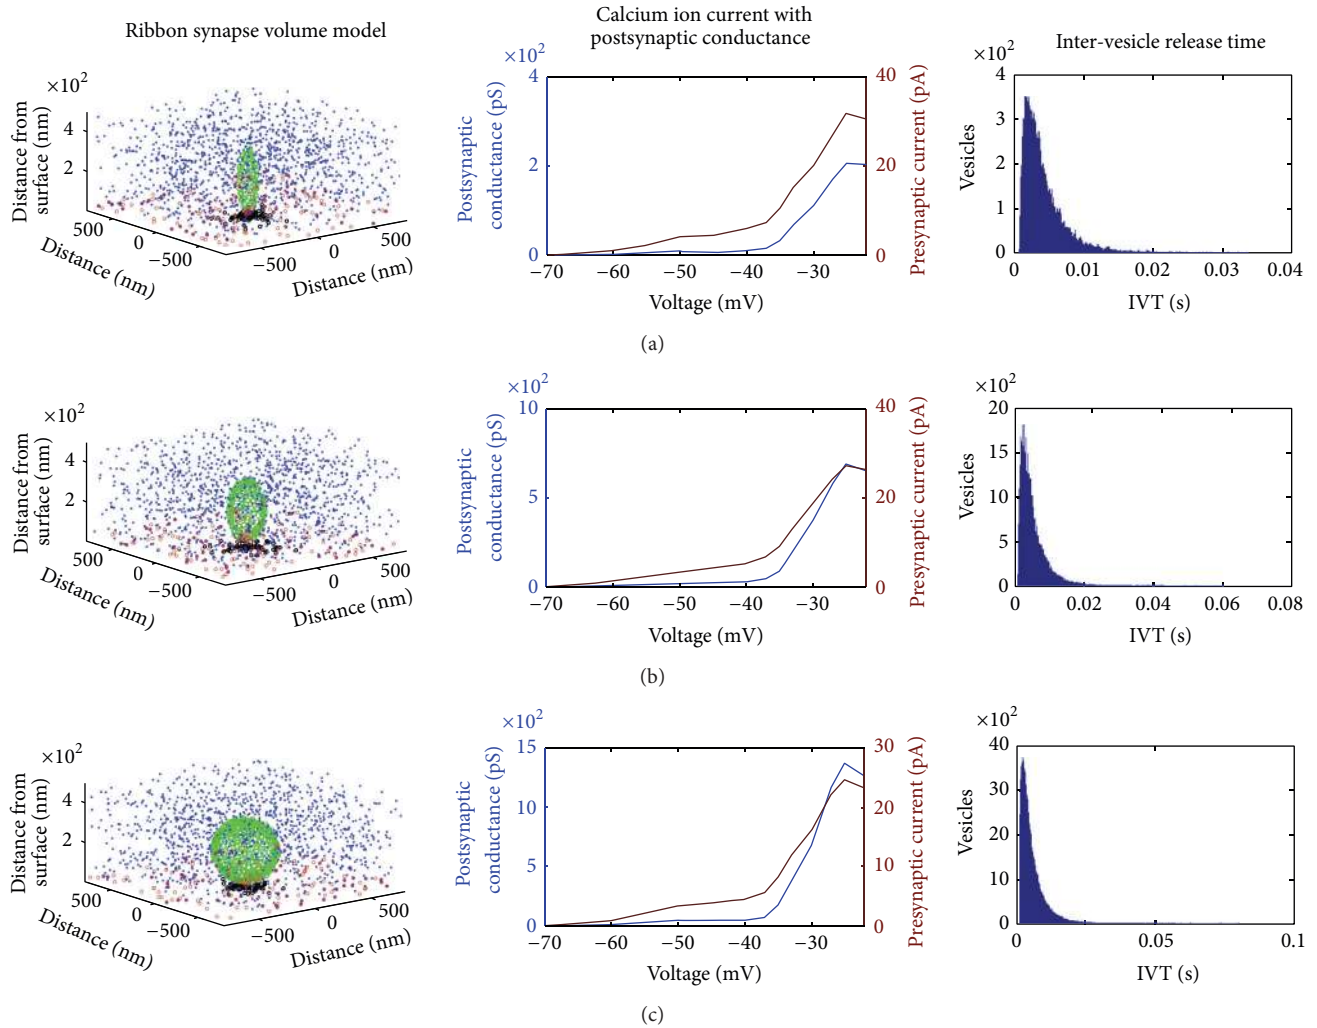 Ribbon synapse volume model
Calcium ion current with
postsynaptic conductance
Inter-vesicle release time
×10²
Distance from
surface (nm)
4
2
500
0
−500
Distance (nm)
−500
0
500
Distance (nm)
×10²
Postsynaptic
conductance (pS)
4
2
0
−70
−60
−50
−40
−30
Voltage (mV)
40
20
0
Presynaptic current (pA)
×10²
Vesicles
4
3
2
1
0
0
0.01
0.02
0.03
0.04
IVT (s)
(a)
×10²
Distance from
surface (nm)
4
2
500
0
−500
Distance (nm)
−500
0
500
Distance (nm)
×10²
Postsynaptic
conductance (pS)
10
5
0
−70
−60
−50
−40
−30
Voltage (mV)
40
20
0
Presynaptic current (pA)
×10²
Vesicles
20
15
10
5
0
0
0.02
0.04
0.06
0.08
IVT (s)
(b)
×10²
Distance from
surface (nm)
4
2
500
0
−500
Distance (nm)
−500
0
500
Distance (nm)
×10²
Postsynaptic
conductance (pS)
15
10
5
0
−70
−60
−50
−40
−30
Voltage (mV)
30
20
10
0
Presynaptic current (pA)
×10²
Vesicles
40
30
20
10
0
0
0.05
0.1
IVT (s)
(c)